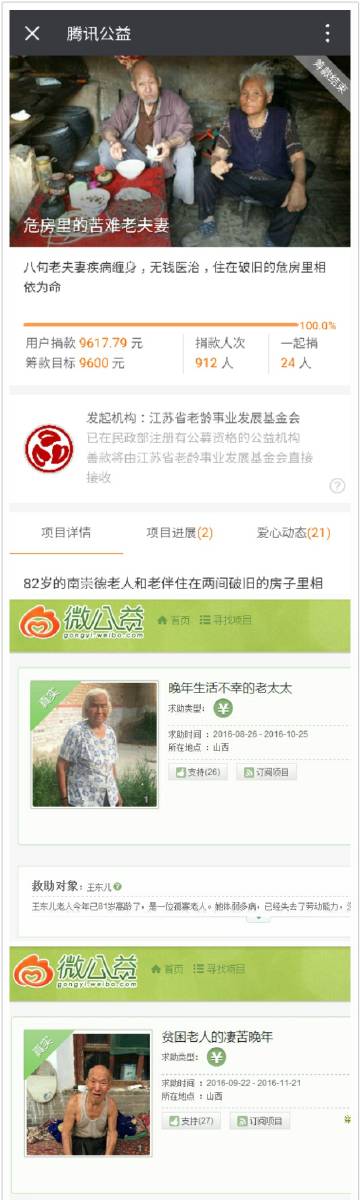 腾讯公益
筹款结束
危房里的苦难老夫妻
八旬老夫妻疾病缠身，无钱医治，住在破旧的危房里相
依为命
100.0%
用户捐款 9617.79 元
捐款人次
一起捐
筹款目标 9600 元
912 人
24 人
发起机构：江苏省老龄事业发展基金会
已在民政部注册有公募资格的公益机构
善款将由江苏省老龄事业发展基金会直接
接收
项目详情
项目进展(2)
爱心动态(21)
82岁的南崇德老人和老伴住在两间破旧的房子里相
微公益
gongyi.weibo.com
首页
寻找项目
真实
1
晚年生活不幸的老太太
求助类型：
求助时间：2016-08-26 - 2016-10-25
所在地点：山西
支持(26)
订阅项目
救助对象：王东儿
王东儿老人今年已81岁高龄了，是一位孤寡老人。她体弱多病，已经失去了劳动能力，
微公益
gongyi.weibo.com
首页
寻找项目
真实
1
贫困老人的凄苦晚年
求助类型：
求助时间：2016-09-22 - 2016-11-21
所在地点：山西
支持(27)
订阅项目